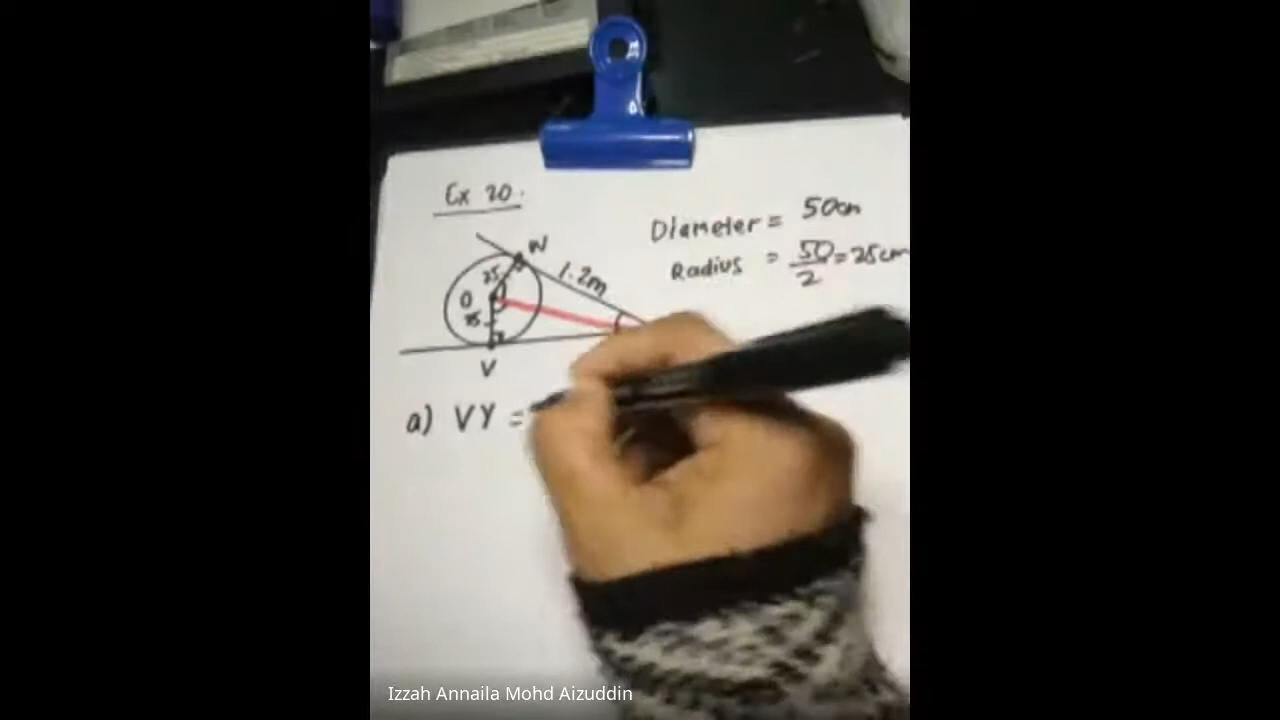 Ex 20.
Diameter = 50cm
Radius = 50/2 = 25cm
W
1.2m
25
O
25
V
a) VY =
Izzah Annaila Mohd Aizuddin